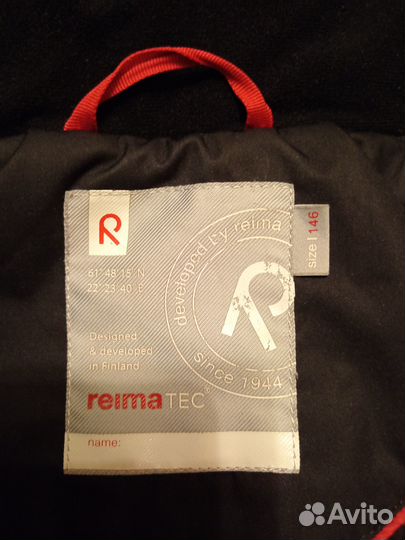 R
61° 48' 15" N
22° 23' 40" E
Designed
& developed
in Finland
reimaTEC®
name:
developed by reima
R
since 1944
size | 146
Avito